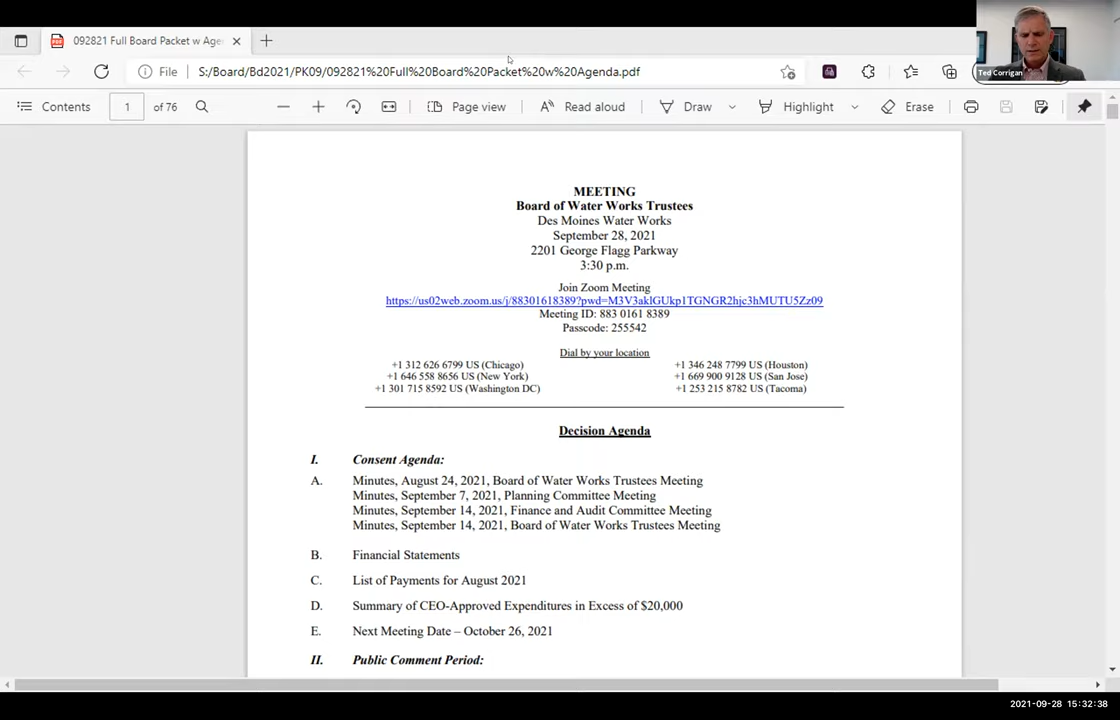 092821 Full Board Packet w Age
Ted Corrigan
File
S:/Board/Bd2021/PK09/092821%20Full%20Board%20Packet%20w%20Agenda.pdf
Contents
1
of 76
Page view
Read aloud
Draw
Highlight
Erase
MEETING
Board of Water Works Trustees
Des Moines Water Works
September 28, 2021
2201 George Flagg Parkway
3:30 p.m.
Join Zoom Meeting
https://us02web.zoom.us/j/88301618389?pwd=M3V3aklGUkp1TGNGR2hjc3hMUTU5Zz09
Meeting ID: 883 0161 8389
Passcode: 255542
Dial by your location
+1 312 626 6799 US (Chicago) +1 346 248 7799 US (Houston)
+1 646 558 8656 US (New York) +1 669 900 9128 US (San Jose)
+1 301 715 8592 US (Washington DC) +1 253 215 8782 US (Tacoma)
Decision Agenda
I. Consent Agenda:
A. Minutes, August 24, 2021, Board of Water Works Trustees Meeting
Minutes, September 7, 2021, Planning Committee Meeting
Minutes, September 14, 2021, Finance and Audit Committee Meeting
Minutes, September 14, 2021, Board of Water Works Trustees Meeting
B. Financial Statements
C. List of Payments for August 2021
D. Summary of CEO-Approved Expenditures in Excess of $20,000
E. Next Meeting Date – October 26, 2021
II. Public Comment Period:
2021-09-28 15:32:38